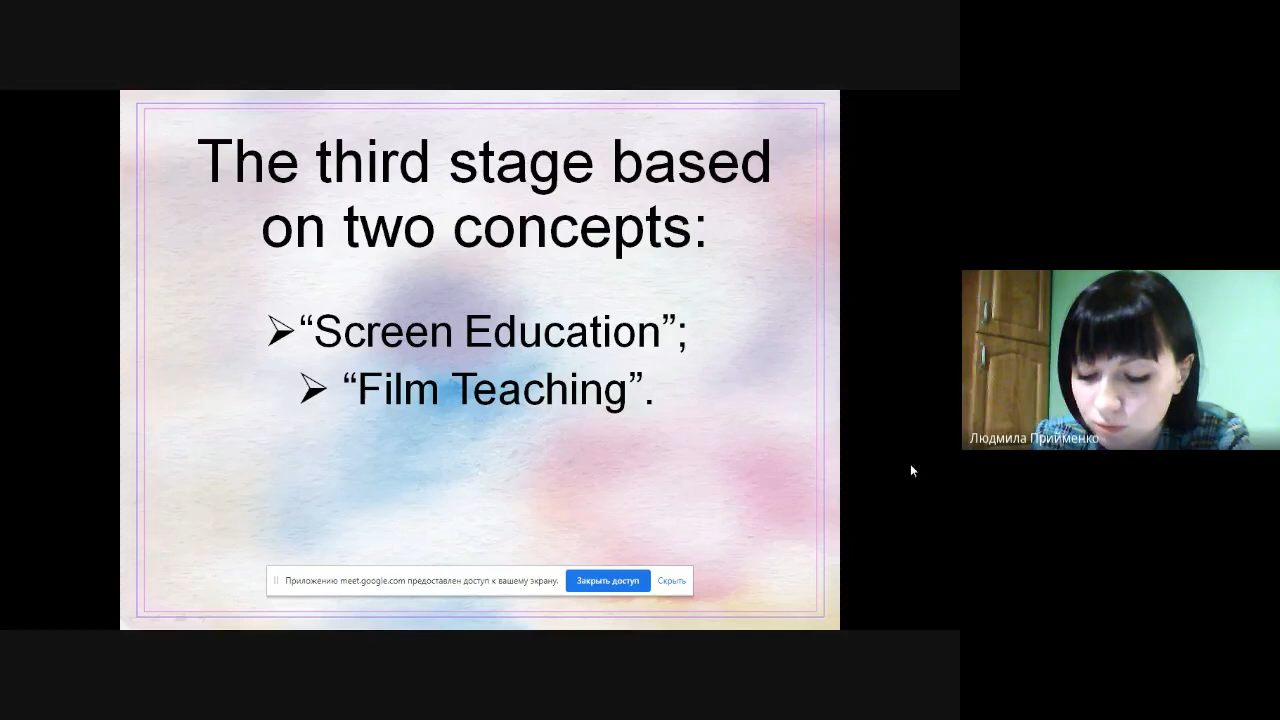 The third stage based
on two concepts:
➢“Screen Education”;
➢ “Film Teaching”.
Людмила Прийменко
Приложению meet.google.com предоставлен доступ к вашему экрану.
Закрыть доступ
Скрыть